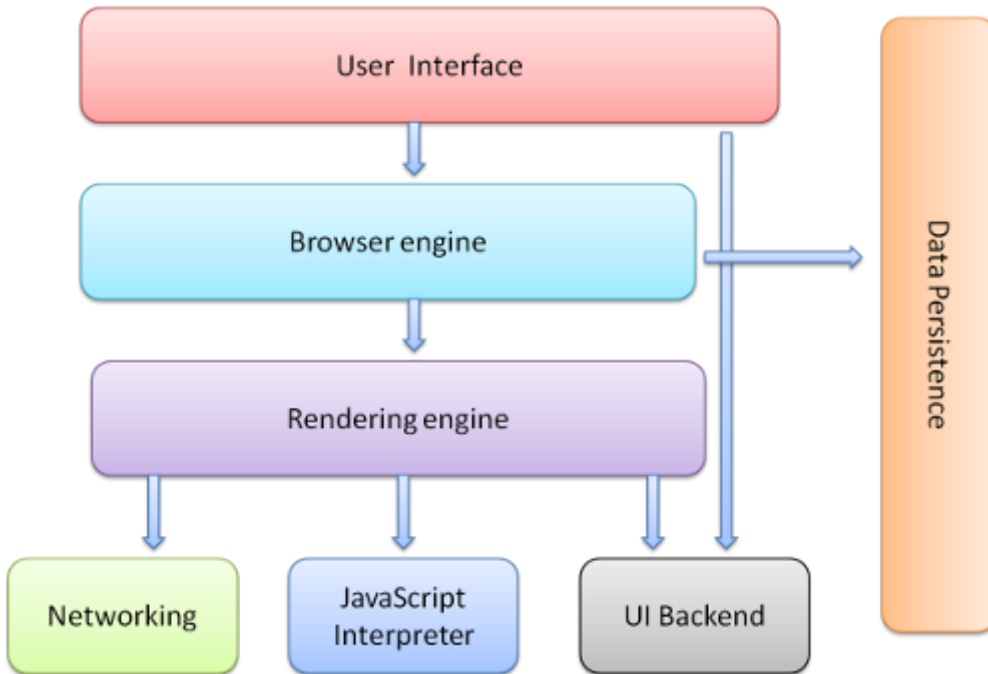 User Interface
Browser engine
Data Persistence
Rendering engine
Networking
JavaScript
Interpreter
UI Backend